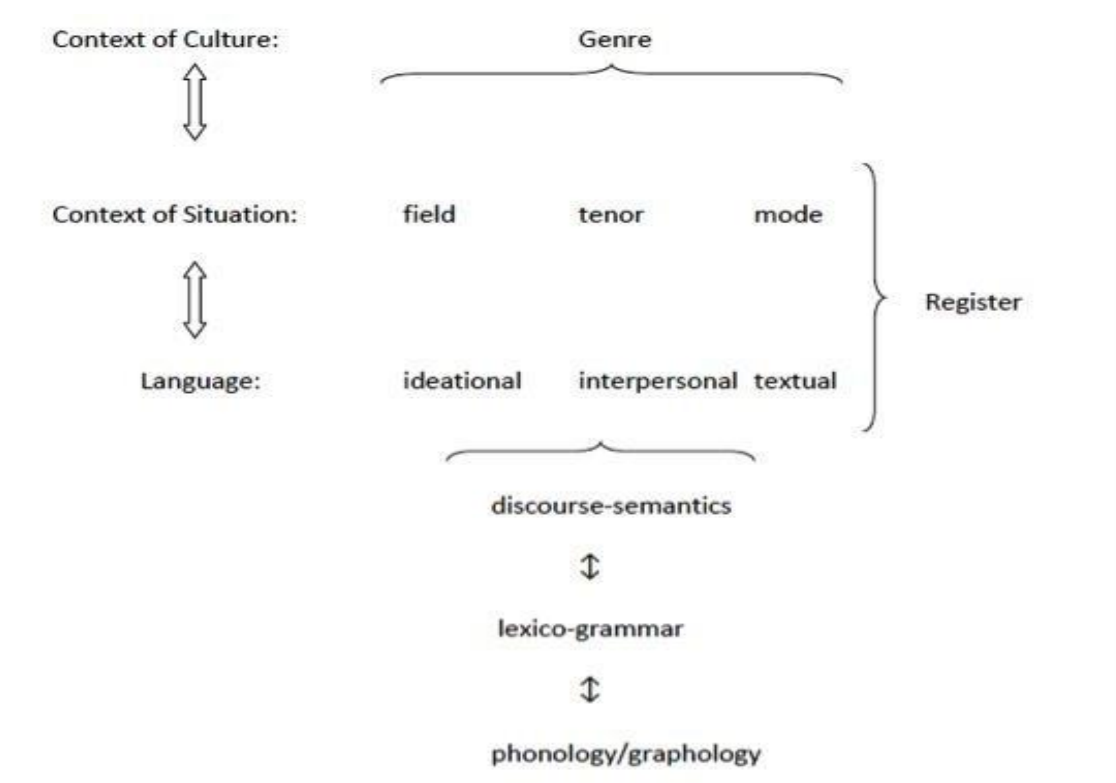 Context of Culture: Genre
Context of Situation: field tenor mode
Register
Language: ideational interpersonal textual
discourse-semantics
lexico-grammar
phonology/graphology